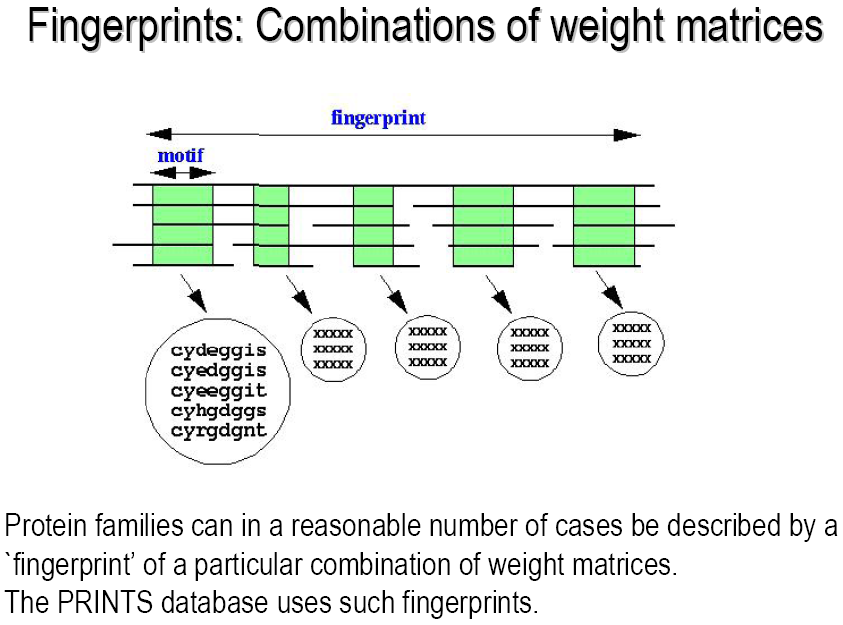 Fingerprints: Combinations of weight matrices
fingerprint
motif
cydeggis
cyedggis
cyeeggit
cyhgdggs
cyrgdgnt
xxxxx
xxxxx
xxxxx
xxxxx
xxxxx
xxxxx
xxxxx
xxxxx
xxxxx
xxxxx
xxxxx
xxxxx
Protein families can in a reasonable number of cases be described by a
`fingerprint’ of a particular combination of weight matrices.
The PRINTS database uses such fingerprints.